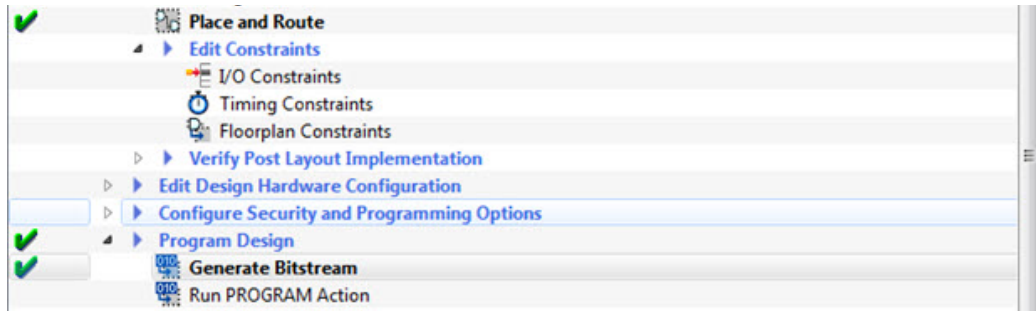 Place and Route
Edit Constraints
I/O Constraints
Timing Constraints
Floorplan Constraints
Verify Post Layout Implementation
Edit Design Hardware Configuration
Configure Security and Programming Options
Program Design
Generate Bitstream
Run PROGRAM Action